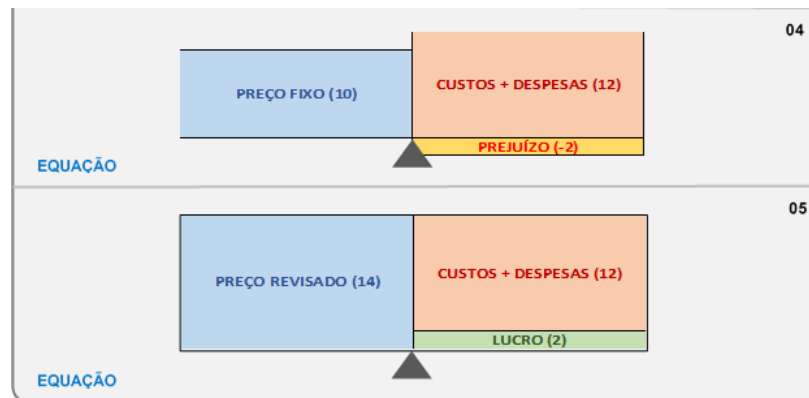 04
PREÇO FIXO (10)
CUSTOS + DESPESAS (12)
PREJUÍZO (-2)
EQUAÇÃO
05
PREÇO REVISADO (14)
CUSTOS + DESPESAS (12)
LUCRO (2)
EQUAÇÃO